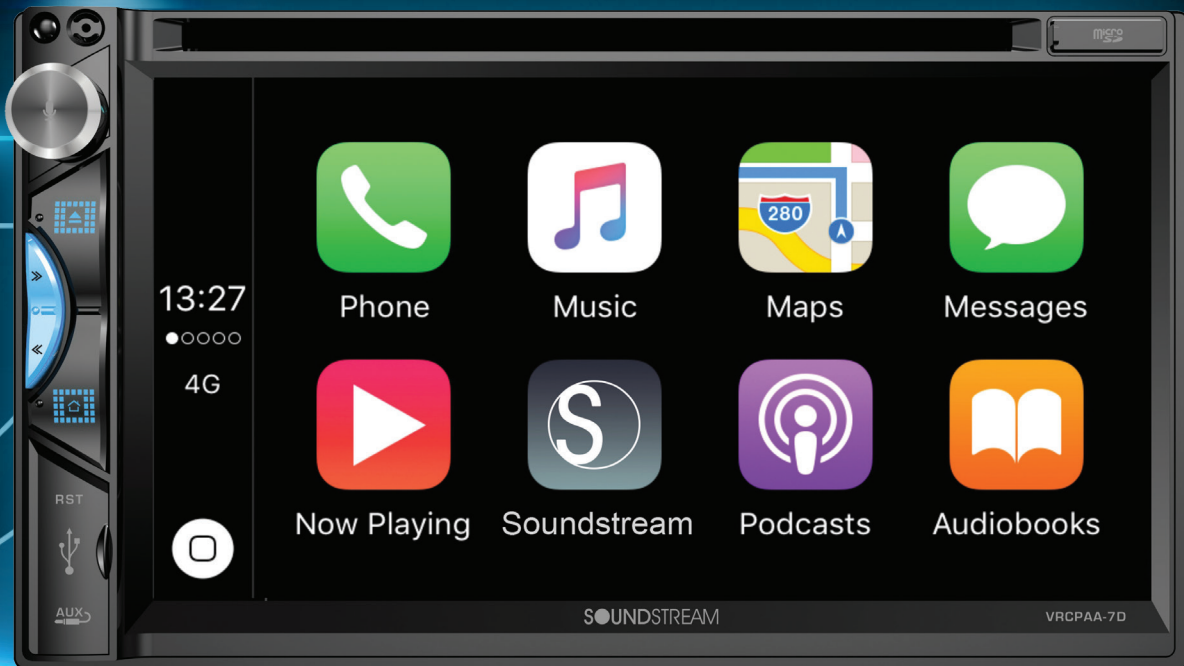 micro
SD
280
13:27
4G
Phone
Music
Maps
Messages
Now Playing
Soundstream
Podcasts
Audiobooks
RST
AUX
SOUNDSTREAM
VRCPAA-7D